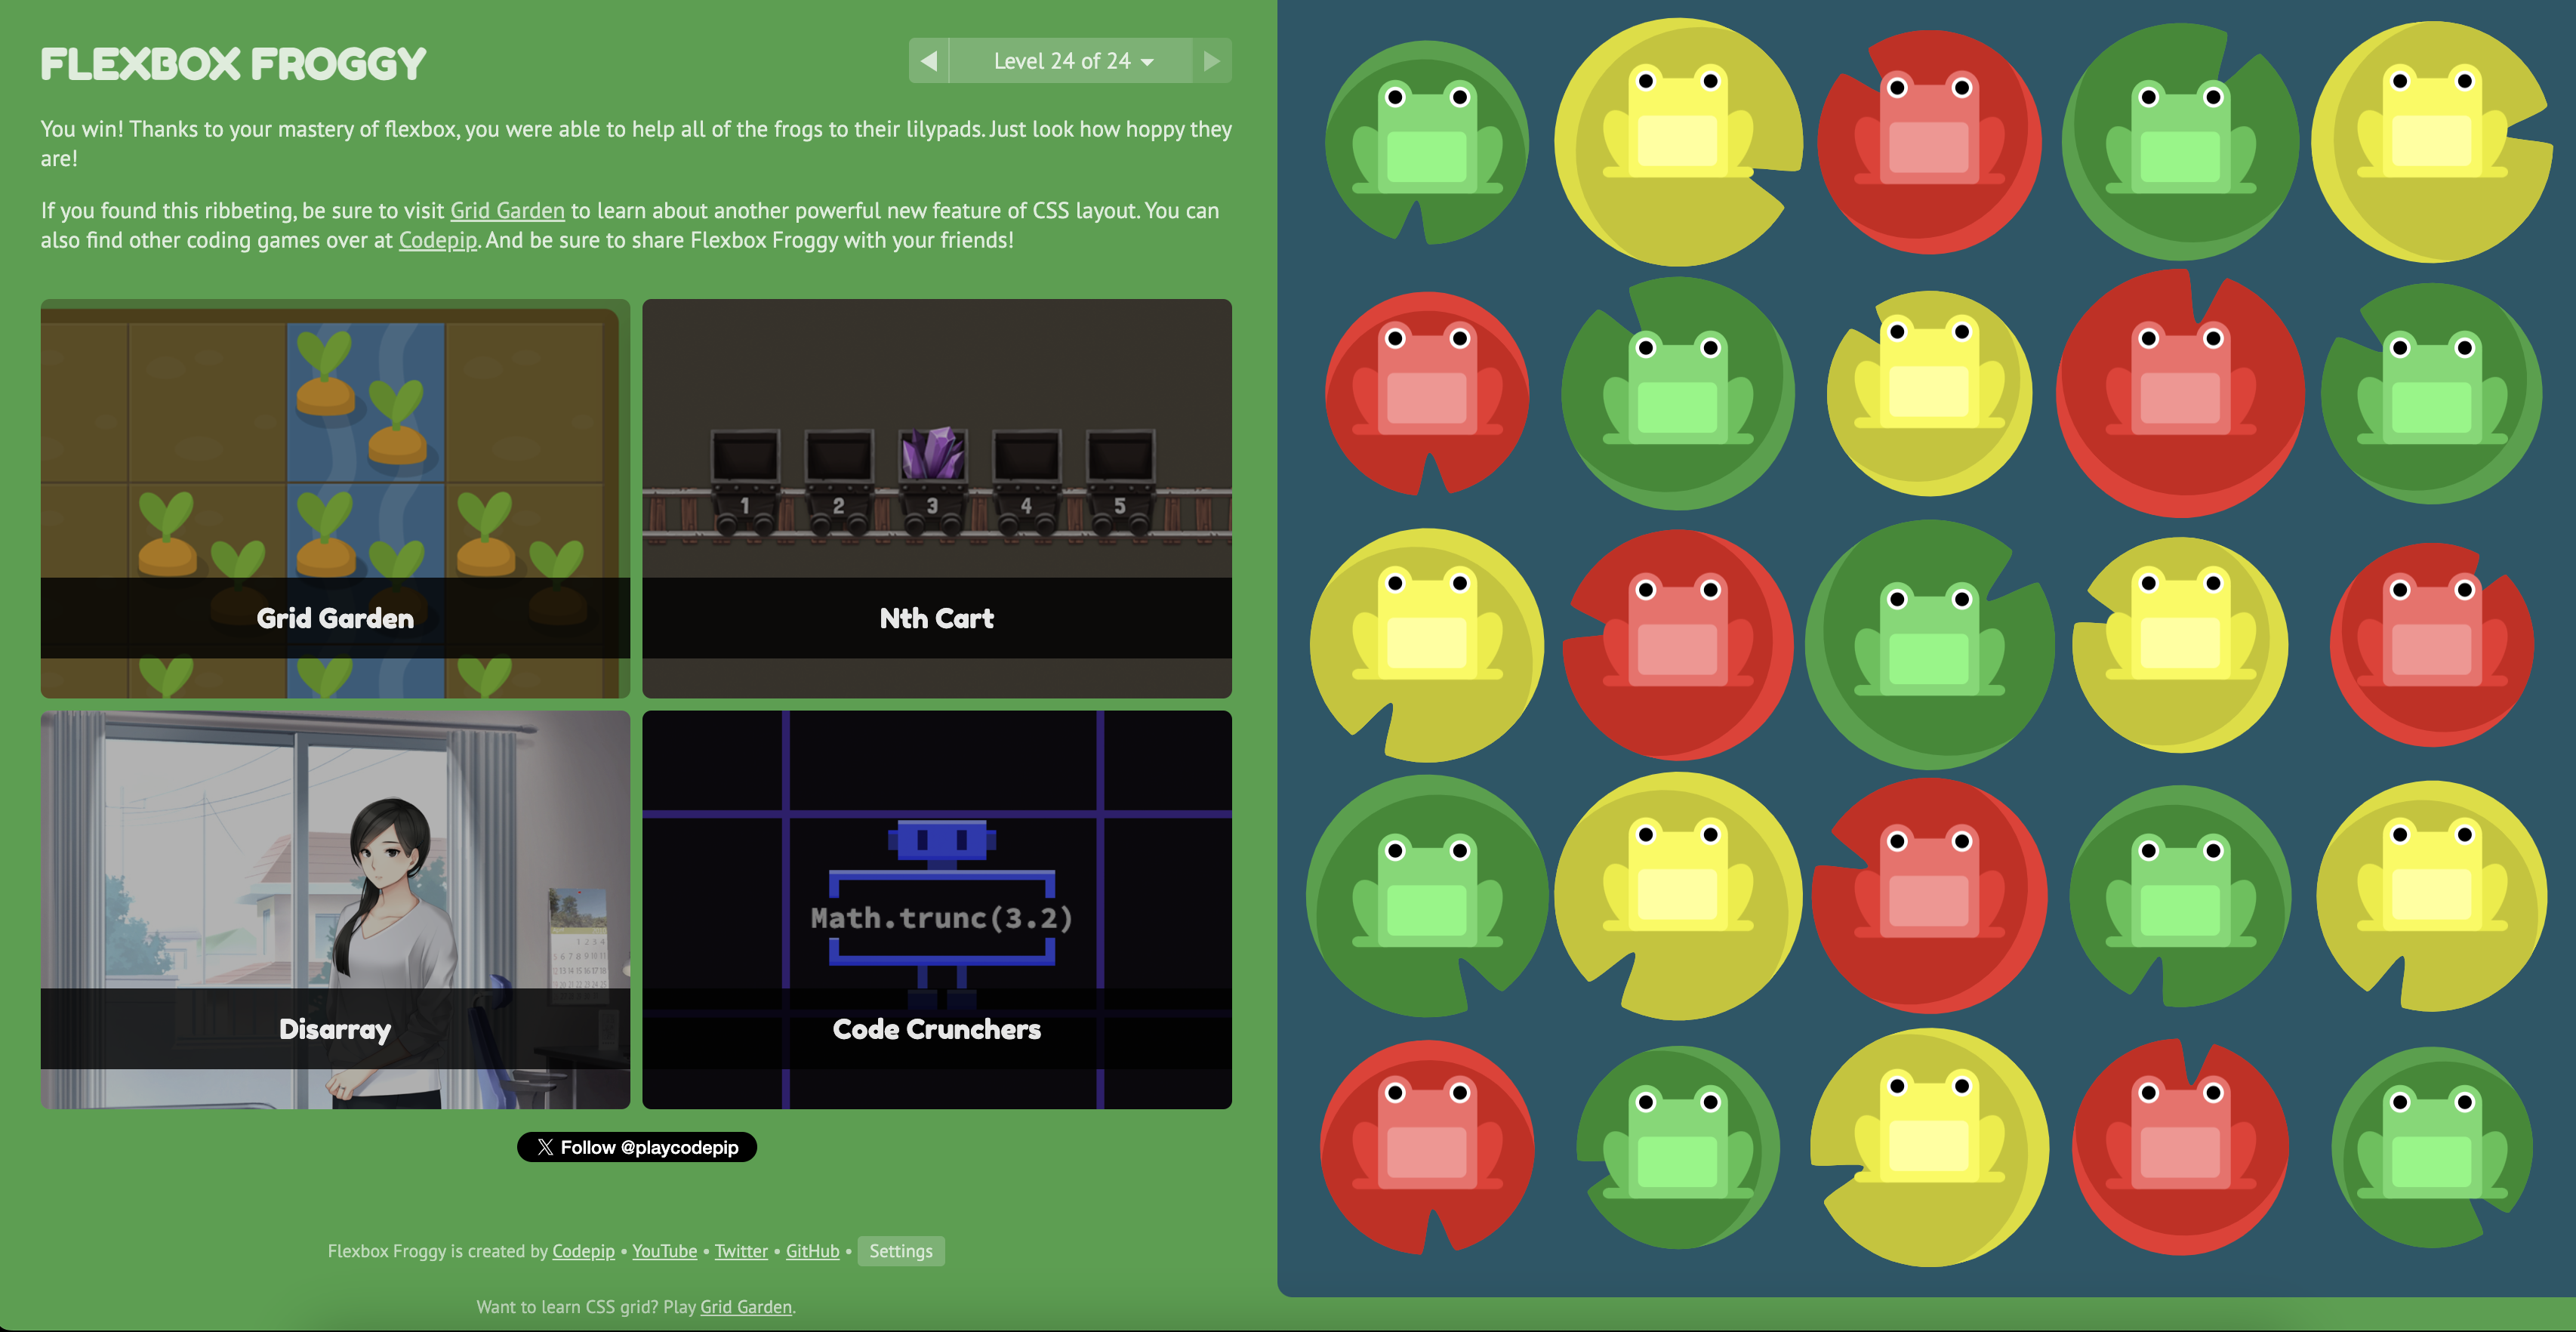 FLEXBOX FROGGY
Level 24 of 24
You win! Thanks to your mastery of flexbox, you were able to help all of the frogs to their lilypads. Just look how hoppy they
are!
If you found this ribbeting, be sure to visit Grid Garden to learn about another powerful new feature of CSS layout. You can
also find other coding games over at Codepip. And be sure to share Flexbox Froggy with your friends!
1 2 3 4 5
Grid Garden
Nth Cart
Math.trunc(3.2)
Disarray
Code Crunchers
X Follow @playcodepip
Flexbox Froggy is created by Codepip • YouTube • Twitter • GitHub • Settings
Want to learn CSS grid? Play Grid Garden.